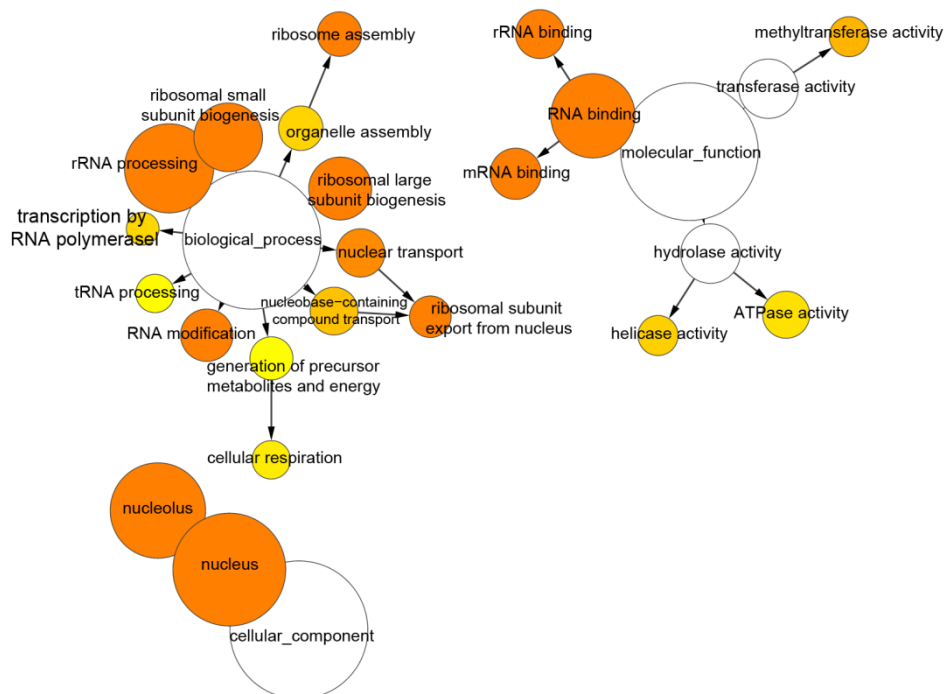 ribosome assembly
rRNA binding
methyltransferase activity
ribosomal small
subunit biogenesis
organelle assembly
RNA binding
transferase activity
rRNA processing
molecular_function
ribosomal large
subunit biogenesis
mRNA binding
transcription by
RNA polymeraseI
biological_process
nuclear transport
hydrolase activity
tRNA processing
nucleobase−containing
compound transport
ribosomal subunit
export from nucleus
RNA modification
helicase activity
ATPase activity
generation of precursor
metabolites and energy
cellular respiration
nucleolus
nucleus
cellular_component